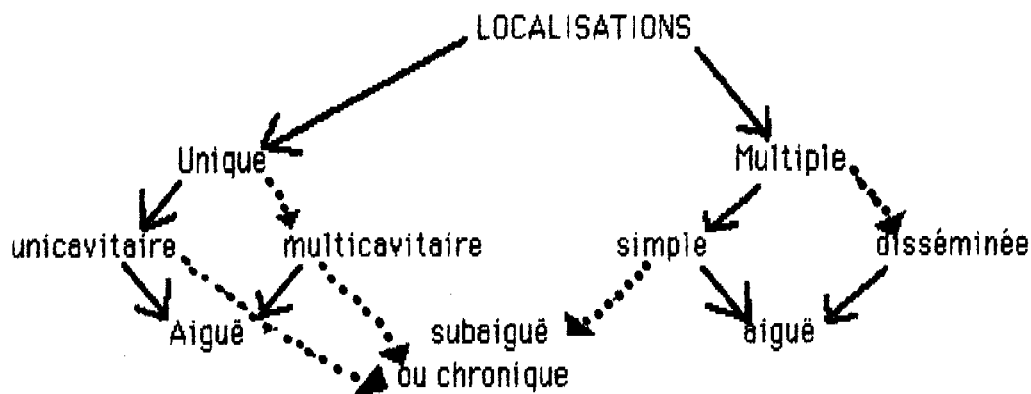 LOCALISATIONS
Unique Multiple
unicavitaire multicavitaire simple disséminée
Aiguë subaiguë aiguë
ou chronique